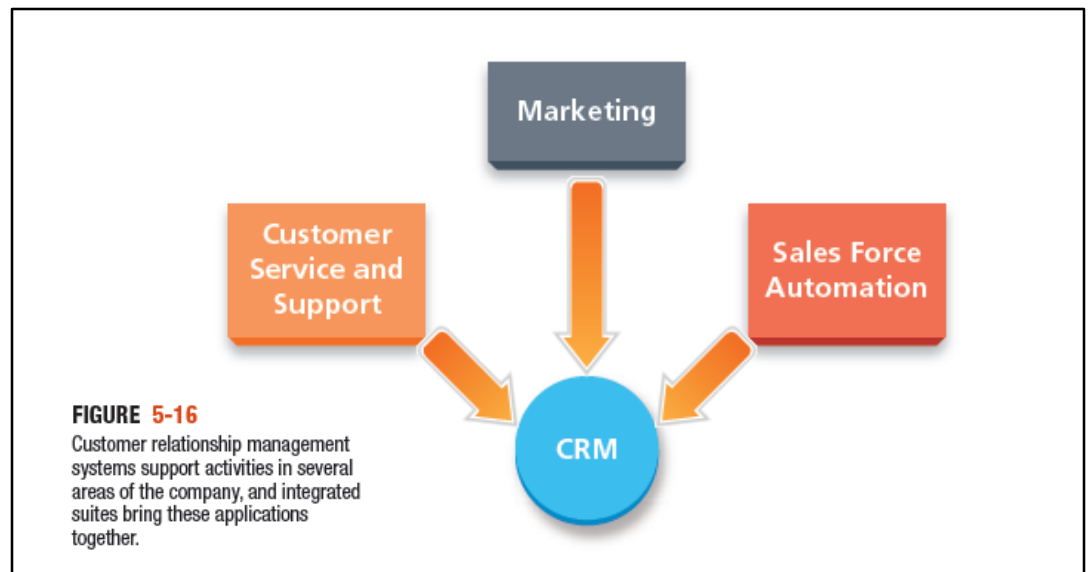 Marketing
Customer
Service and
Support
Sales Force
Automation
CRM
FIGURE 5-16
Customer relationship management
systems support activities in several
areas of the company, and integrated
suites bring these applications
together.